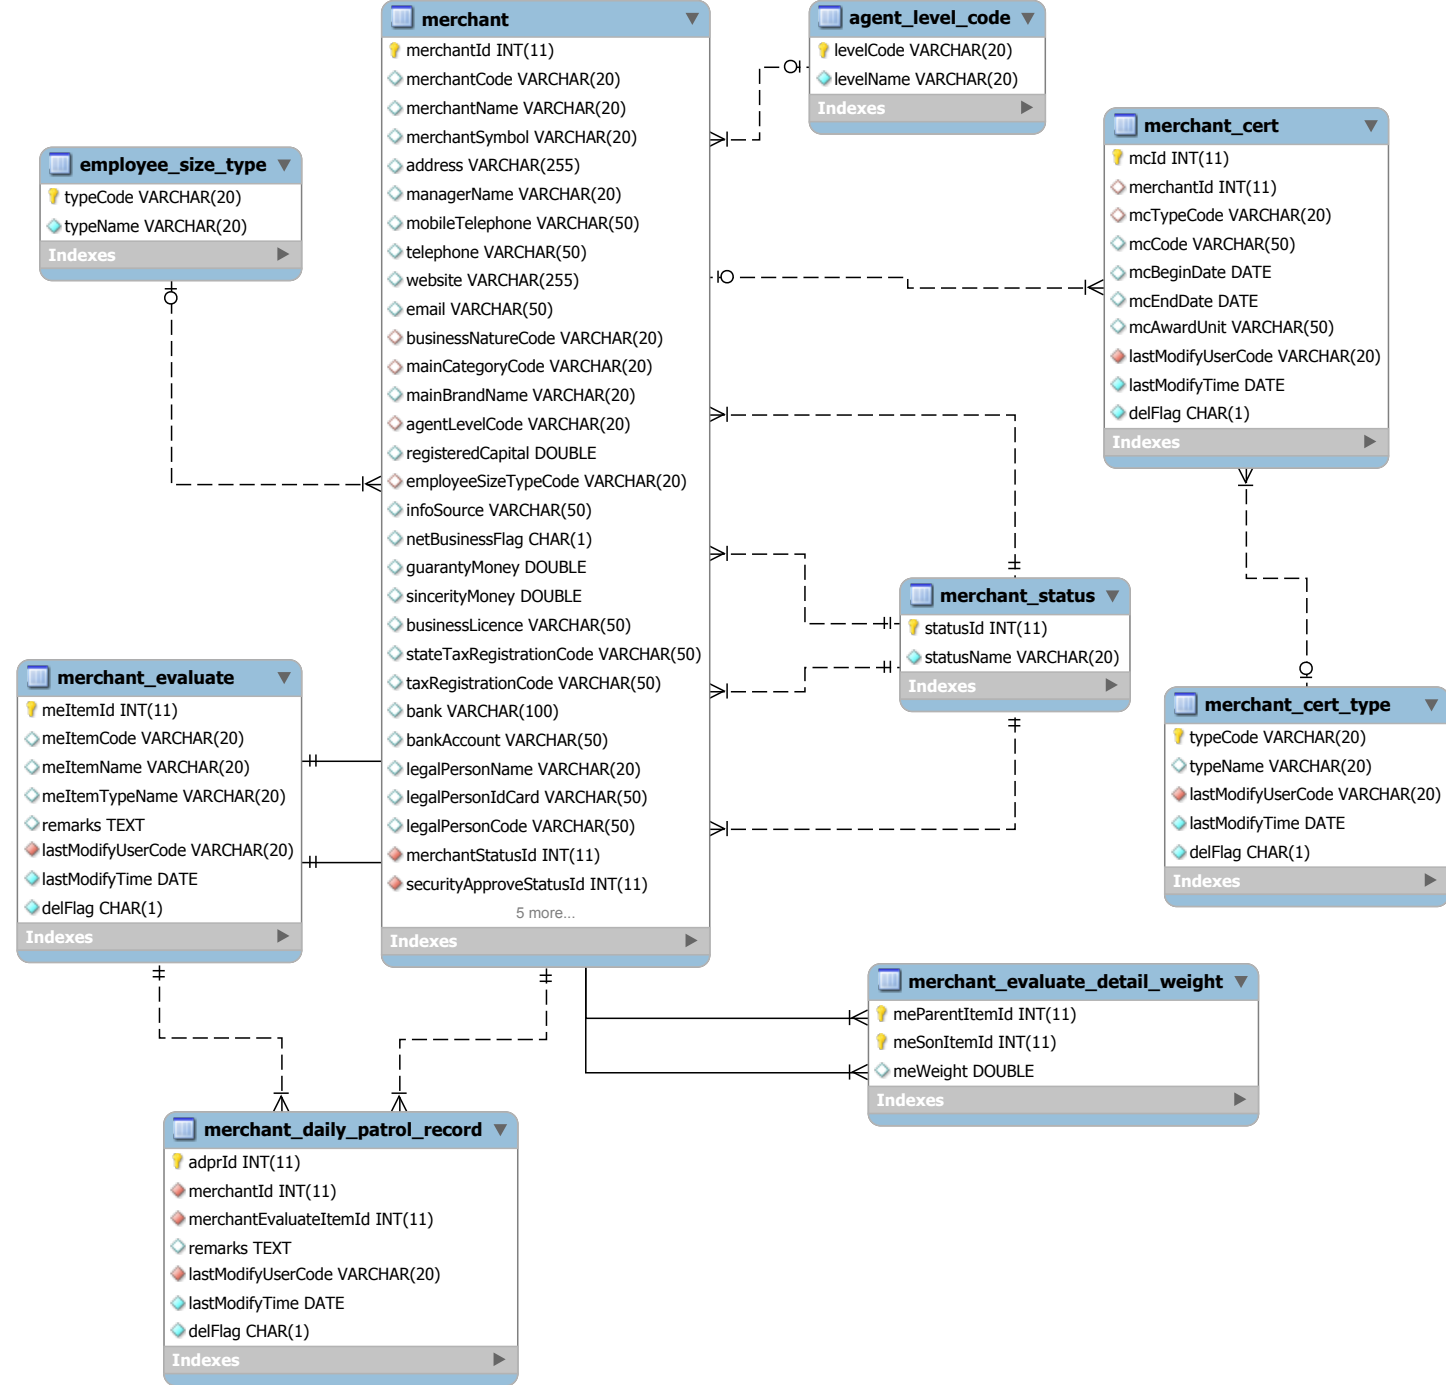 merchant
merchantId INT(11)
merchantCode VARCHAR(20)
merchantName VARCHAR(20)
merchantSymbol VARCHAR(20)
address VARCHAR(255)
managerName VARCHAR(20)
mobileTelephone VARCHAR(50)
telephone VARCHAR(50)
website VARCHAR(255)
email VARCHAR(50)
businessNatureCode VARCHAR(20)
mainCategoryCode VARCHAR(20)
mainBrandName VARCHAR(20)
agentLevelCode VARCHAR(20)
registeredCapital DOUBLE
employeeSizeTypeCode VARCHAR(20)
infoSource VARCHAR(50)
netBusinessFlag CHAR(1)
guarantyMoney DOUBLE
sincerityMoney DOUBLE
businessLicence VARCHAR(50)
stateTaxRegistrationCode VARCHAR(50)
taxRegistrationCode VARCHAR(50)
bank VARCHAR(100)
bankAccount VARCHAR(50)
legalPersonName VARCHAR(20)
legalPersonIdCard VARCHAR(50)
legalPersonCode VARCHAR(50)
merchantStatusId INT(11)
securityApproveStatusId INT(11)
5 more...
Indexes
agent_level_code
levelCode VARCHAR(20)
levelName VARCHAR(20)
Indexes
merchant_cert
mcId INT(11)
merchantId INT(11)
mcTypeCode VARCHAR(20)
mcCode VARCHAR(50)
mcBeginDate DATE
mcEndDate DATE
mcAwardUnit VARCHAR(50)
lastModifyUserCode VARCHAR(20)
lastModifyTime DATE
delFlag CHAR(1)
Indexes
employee_size_type
typeCode VARCHAR(20)
typeName VARCHAR(20)
Indexes
merchant_status
statusId INT(11)
statusName VARCHAR(20)
Indexes
merchant_evaluate
meItemId INT(11)
meItemCode VARCHAR(20)
meItemName VARCHAR(20)
meItemTypeName VARCHAR(20)
remarks TEXT
lastModifyUserCode VARCHAR(20)
lastModifyTime DATE
delFlag CHAR(1)
Indexes
merchant_cert_type
typeCode VARCHAR(20)
typeName VARCHAR(20)
lastModifyUserCode VARCHAR(20)
lastModifyTime DATE
delFlag CHAR(1)
Indexes
merchant_evaluate_detail_weight
meParentItemId INT(11)
meSonItemId INT(11)
meWeight DOUBLE
Indexes
merchant_daily_patrol_record
adprId INT(11)
merchantId INT(11)
merchantEvaluateItemId INT(11)
remarks TEXT
lastModifyUserCode VARCHAR(20)
lastModifyTime DATE
delFlag CHAR(1)
Indexes